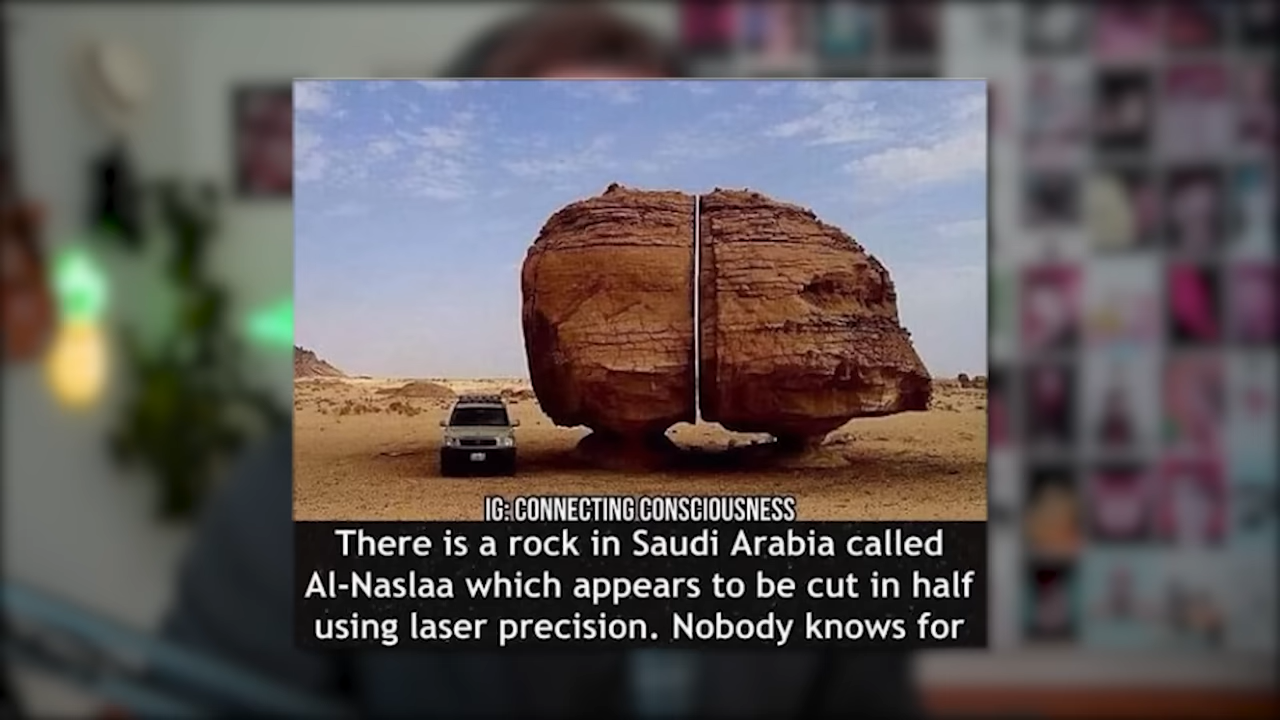 IG: CONNECTING CONSCIOUSNESS
There is a rock in Saudi Arabia called
Al-Naslaa which appears to be cut in half
using laser precision. Nobody knows for